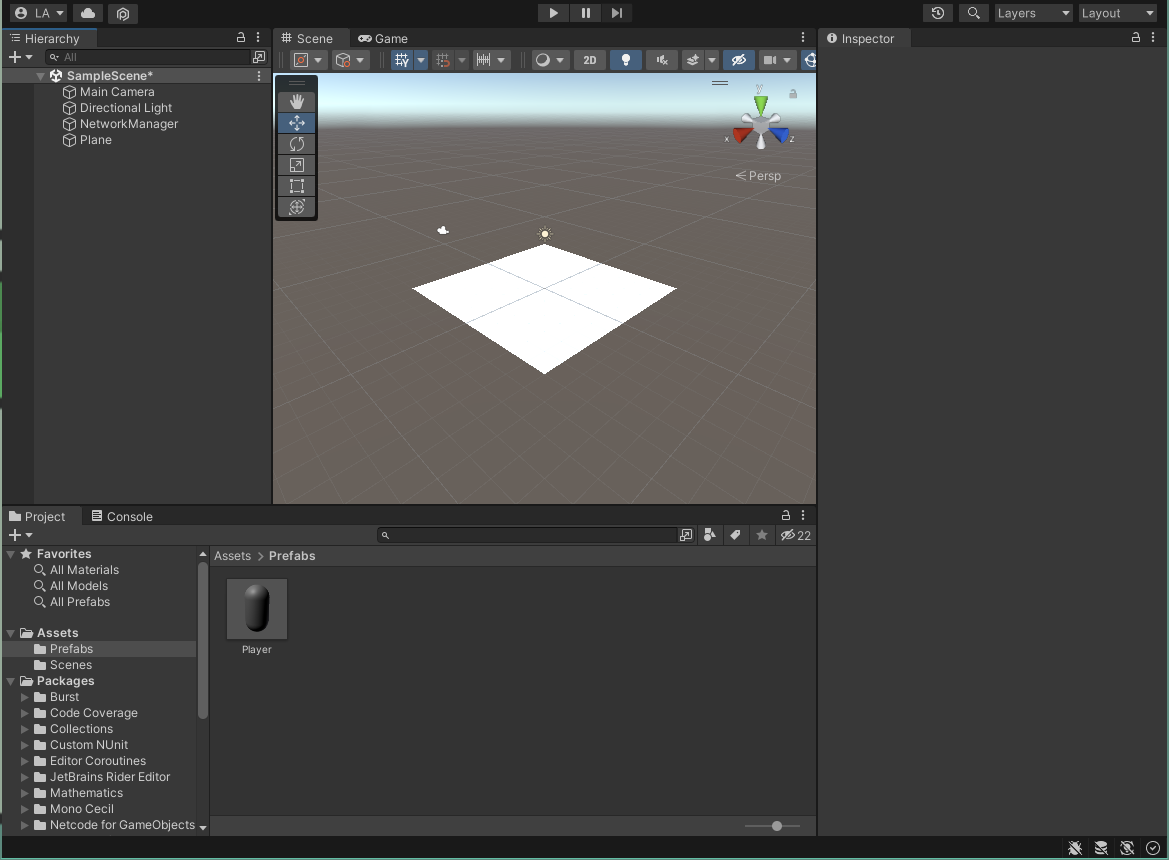 LA
Layers
Layout
Hierarchy
All
SampleScene*
Main Camera
Directional Light
NetworkManager
Plane
Scene
Game
2D
y
x
z
Persp
Inspector
Project
Console
22
Favorites
All Materials
All Models
All Prefabs
Assets
Prefabs
Scenes
Packages
Burst
Code Coverage
Collections
Custom NUnit
Editor Coroutines
JetBrains Rider Editor
Mathematics
Mono Cecil
Netcode for GameObjects
Assets > Prefabs
Player